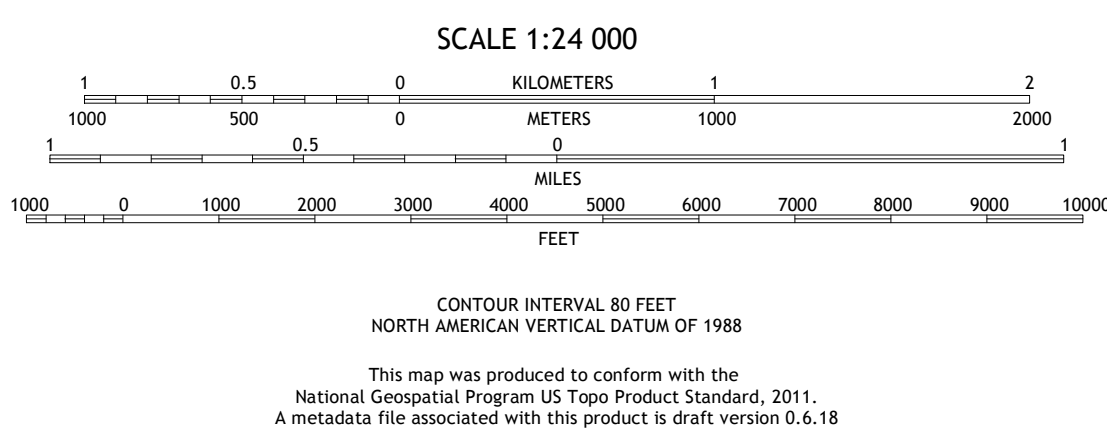 SCALE 1:24 000
1 0.5 0 KILOMETERS 1 2
1000 500 0 METERS 1000 2000
1 0.5 0 1
MILES
1000 0 1000 2000 3000 4000 5000 6000 7000 8000 9000 10000
FEET
CONTOUR INTERVAL 80 FEET
NORTH AMERICAN VERTICAL DATUM OF 1988
This map was produced to conform with the
National Geospatial Program US Topo Product Standard, 2011.
A metadata file associated with this product is draft version 0.6.18